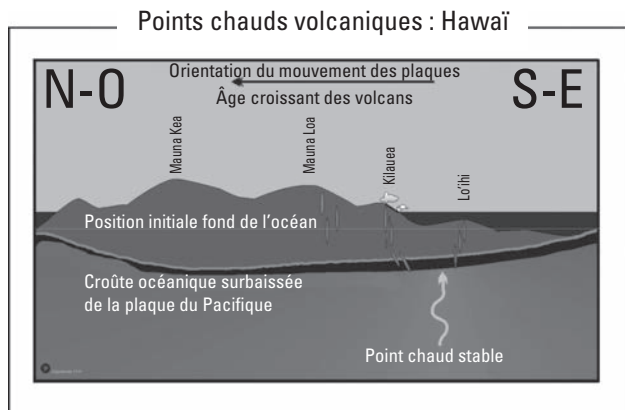 Points chauds volcaniques : Hawaï
N-O
Orientation du mouvement des plaques
S-E
Âge croissant des volcans
Mauna Kea
Mauna Loa
Kilauea
Lo'ihi
Position initiale fond de l'océan
Croûte océanique surbaissée
de la plaque du Pacifique
Point chaud stable